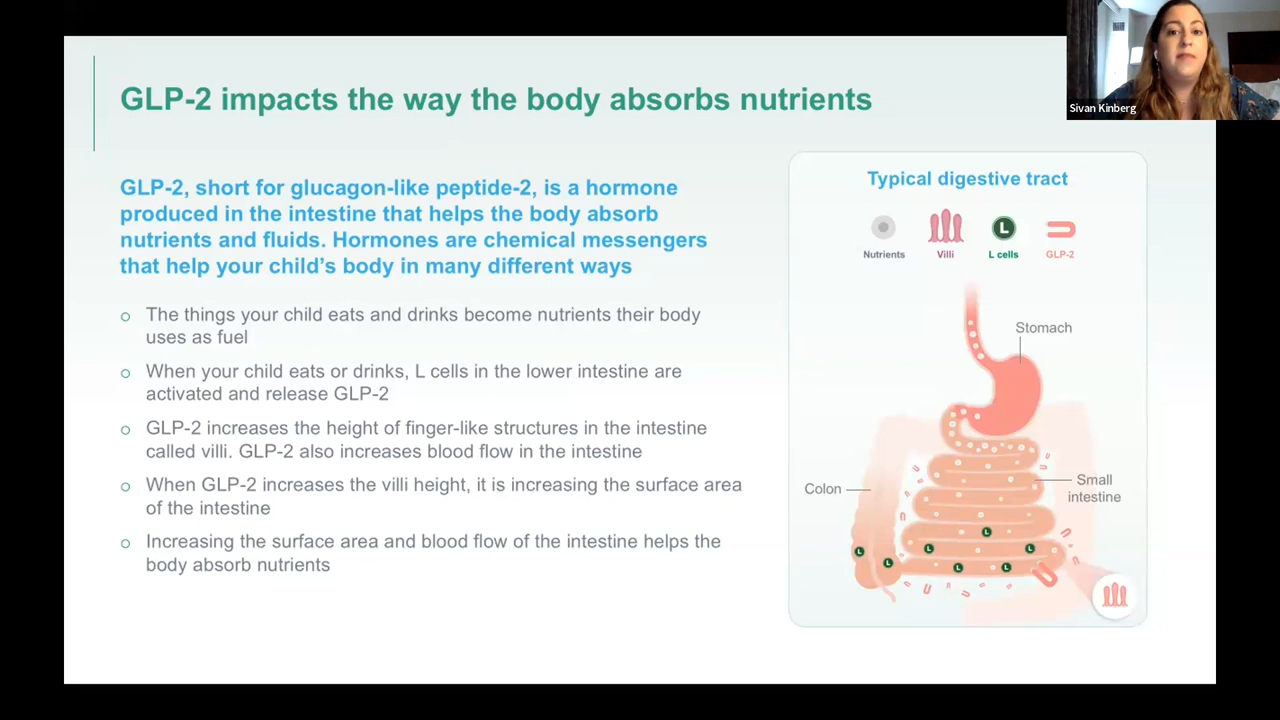 GLP-2 impacts the way the body absorbs nutrients
Sivan Kinberg
GLP-2, short for glucagon-like peptide-2, is a hormone
produced in the intestine that helps the body absorb
nutrients and fluids. Hormones are chemical messengers
that help your child's body in many different ways
The things your child eats and drinks become nutrients their body
uses as fuel
When your child eats or drinks, L cells in the lower intestine are
activated and release GLP-2
GLP-2 increases the height of finger-like structures in the intestine
called villi. GLP-2 also increases blood flow in the intestine
When GLP-2 increases the villi height, it is increasing the surface area
of the intestine
Increasing the surface area and blood flow of the intestine helps the
body absorb nutrients
Typical digestive tract
L
Nutrients Villi L cells GLP-2
Stomach
Colon
Small
intestine
L
L L
L L
L L L